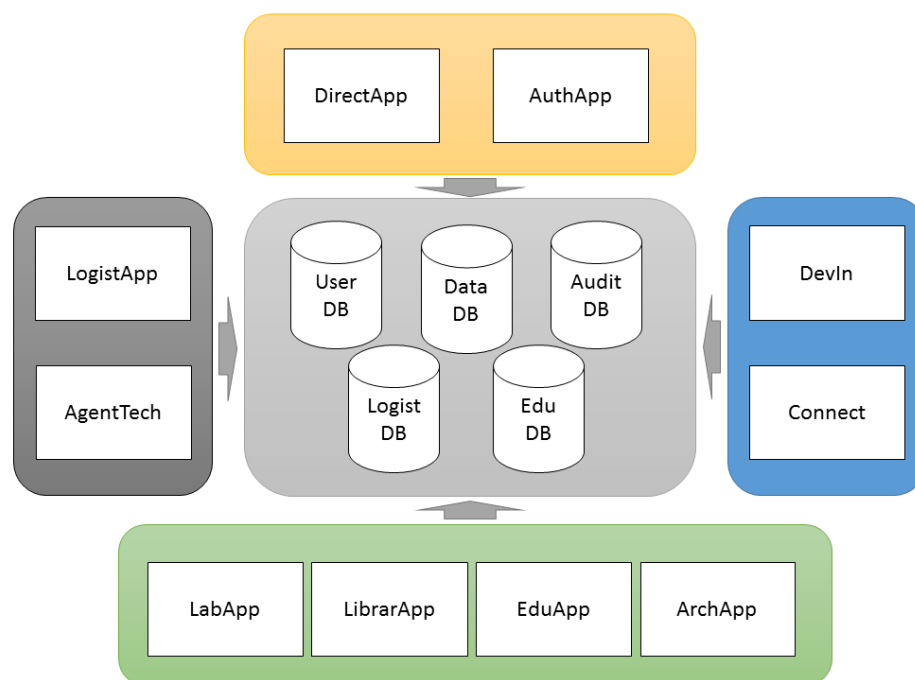 DirectApp
AuthApp
LogistApp
AgentTech
User
DB
Data
DB
Audit
DB
Logist
DB
Edu
DB
DevIn
Connect
LabApp
LibrarApp
EduApp
ArchApp